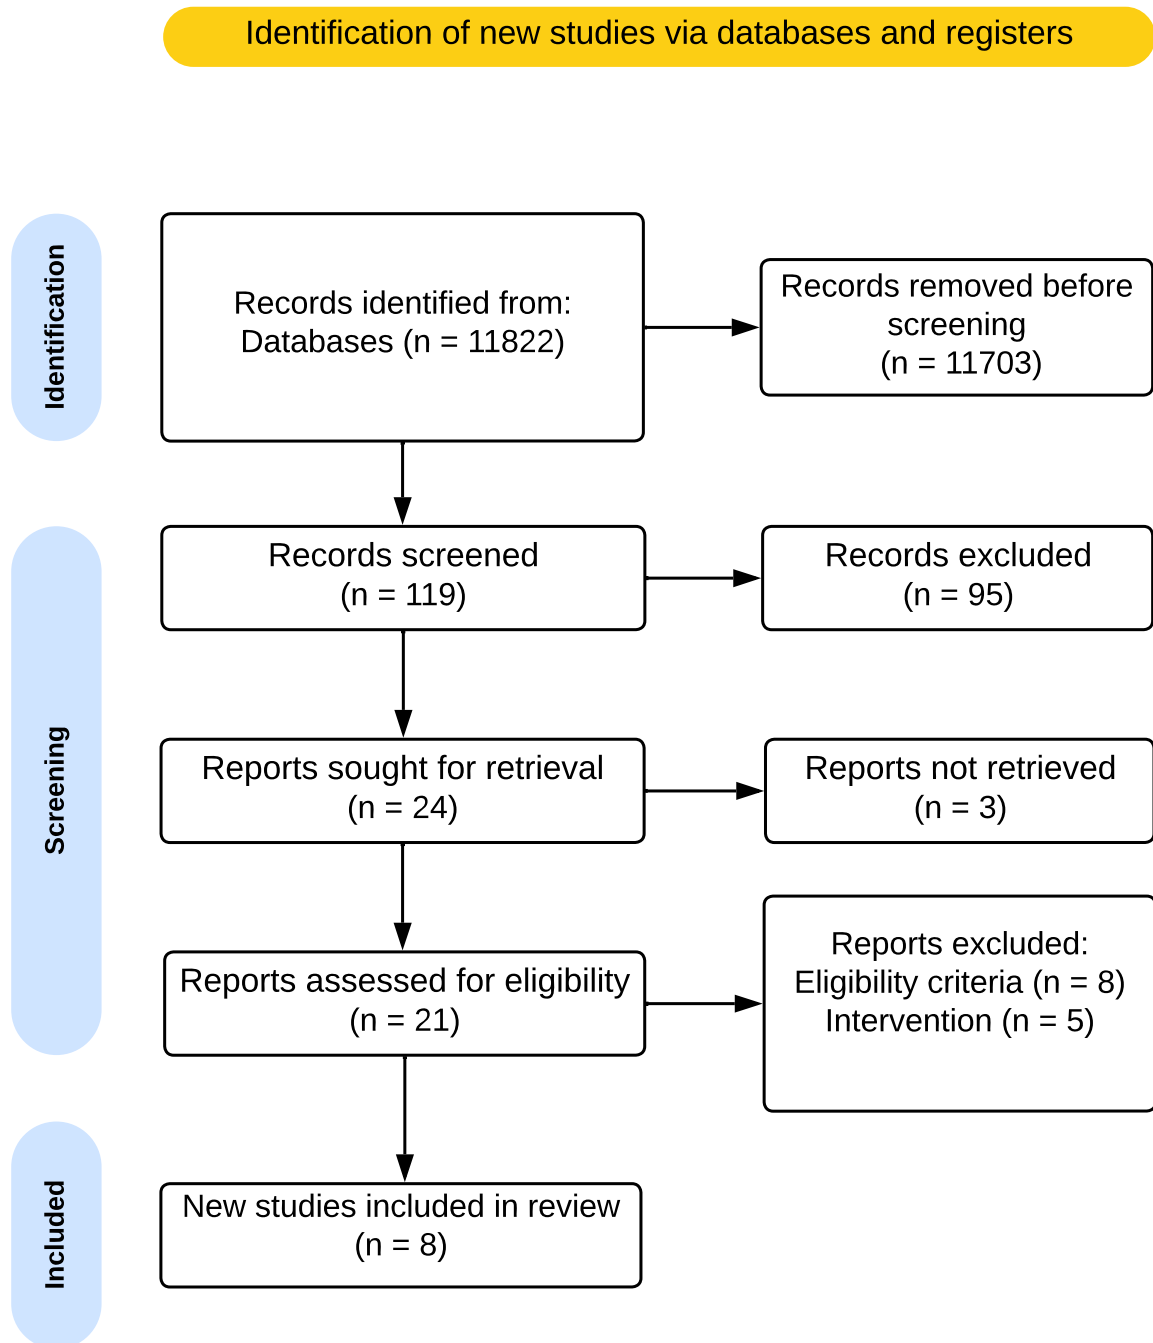 Identification of new studies via databases and registers
Identification
Records identified from:
Databases (n = 11822)
Records removed before
screening
(n = 11703)
Screening
Records screened
(n = 119)
Records excluded
(n = 95)
Reports sought for retrieval
(n = 24)
Reports not retrieved
(n = 3)
Reports assessed for eligibility
(n = 21)
Reports excluded:
Eligibility criteria (n = 8)
Intervention (n = 5)
Included
New studies included in review
(n = 8)